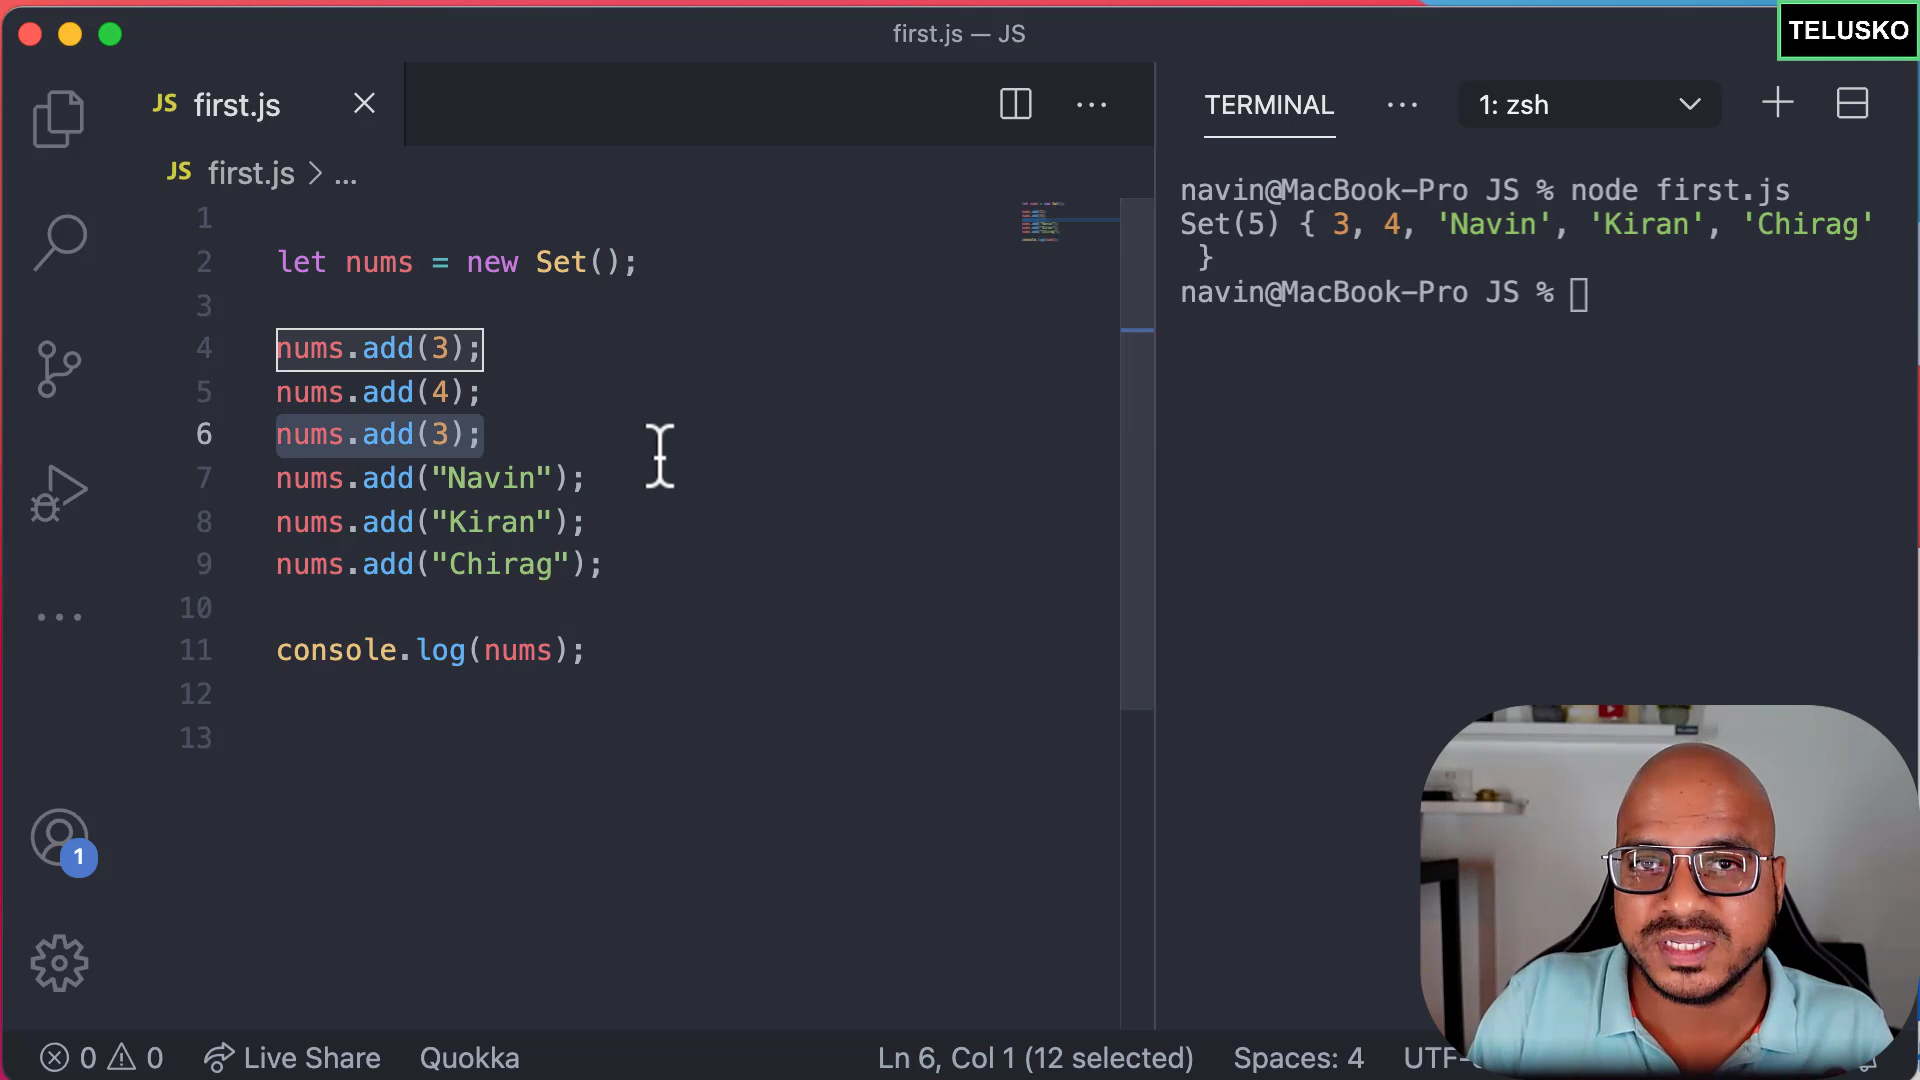 first.js — JS
TELUSKO
JS first.js
JS first.js > ...
TERMINAL
1: zsh
1
2 let nums = new Set();
3
4 nums.add(3);
5 nums.add(4);
6 nums.add(3);
7 nums.add("Navin");
8 nums.add("Kiran");
9 nums.add("Chirag");
10
11 console.log(nums);
12
13
navin@MacBook-Pro JS % node first.js
Set(5) { 3, 4, 'Navin', 'Kiran', 'Chirag'
}
navin@MacBook-Pro JS %
1
0 0 Live Share Quokka Ln 6, Col 1 (12 selected) Spaces: 4 UTF-